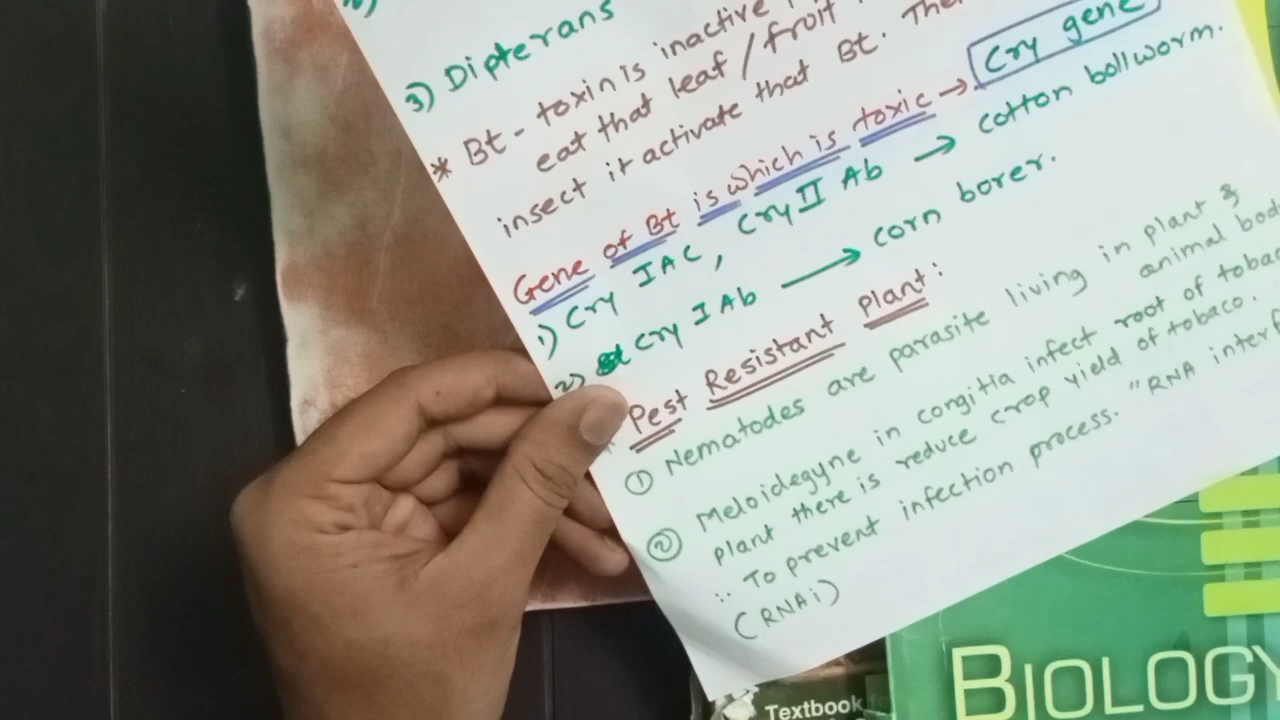 3) Dipterans
* Bt - toxin is inactive
eat that leaf / fruit
insect it activate that Bt. The
Gene of Bt is which is toxic → Cry gene
1) Cry IAC, Cry II Ab → cotton bollworm.
2) Cry I Ab → corn borer.
Pest Resistant plant:
① Nematodes are parasite living in plant &
animal bod
② Meloidegyne in congitia infect root of tobac
plant there is reduce crop yield of tobaco.
∴ To prevent infection process. "RNA interf
(RNAi)
BIOLOGY
Textbook